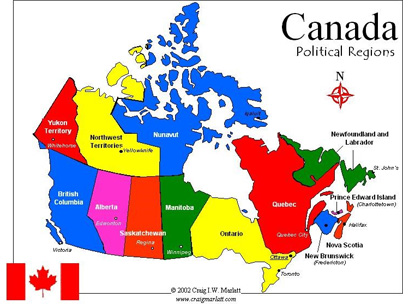 Canada
Political Regions
N
Yukon
Territory
Whitehorse
Northwest
Territories
Yellowknife
Nunavut
Iqaluit
Newfoundland and
Labrador
St. John's
British
Columbia
Victoria
Alberta
Edmonton
Saskatchewan
Regina
Manitoba
Winnipeg
Ontario
Ottawa
Toronto
Quebec
Quebec City
Prince Edward Island
(Charlottetown)
Halifax
Nova Scotia
New Brunswick
(Fredericton)
© 2002 Craig I.W. Marlatt
www.craigmarlatt.com